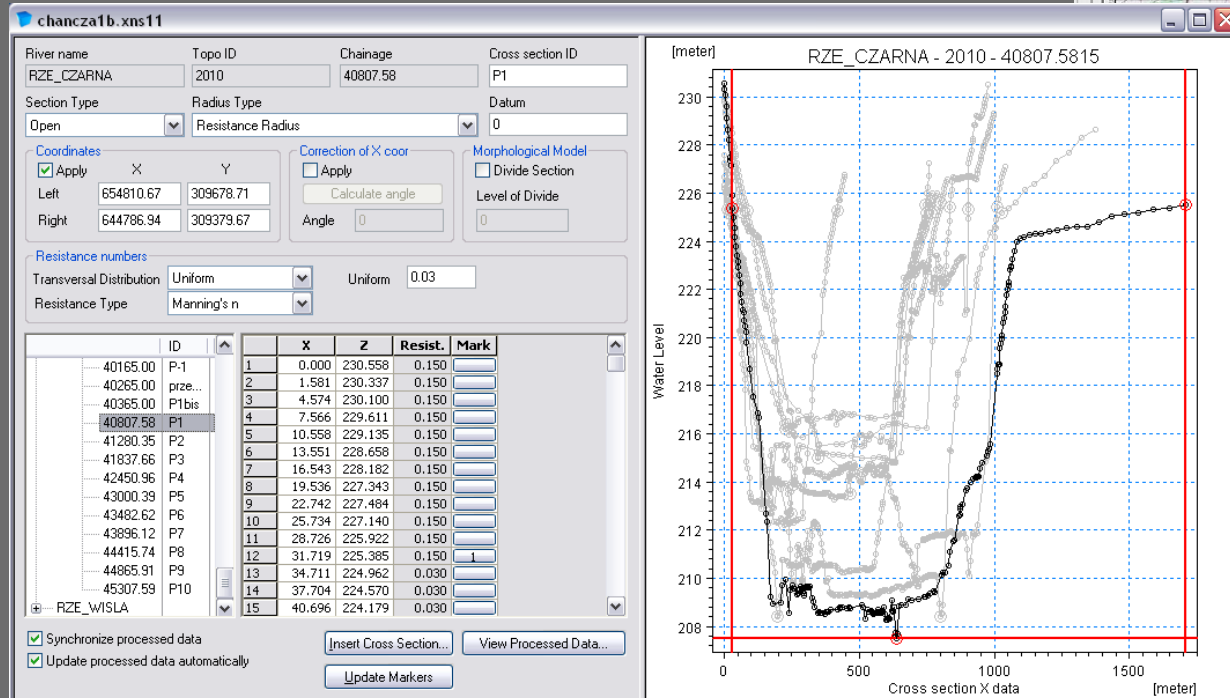 chancza1b.xns11
River name Topo ID Chainage Cross section ID
RZE_CZARNA 2010 40807.58 P1
Section Type Radius Type Datum
Open Resistance Radius 0
Coordinates Correction of X coor Morphological Model
Apply X Y Apply Divide Section
Left 654810.67 309678.71 Calculate angle Level of Divide
Right 644786.94 309379.67 Angle 0 0
Resistance numbers
Transversal Distribution Uniform Uniform 0.03
Resistance Type Manning's n
ID
40165.00 P-1
40265.00 prze...
40365.00 P1bis
40807.58 P1
41280.35 P2
41837.66 P3
42450.96 P4
43000.39 P5
43482.62 P6
43896.12 P7
44415.74 P8
44865.91 P9
45307.59 P10
RZE_WISLA
X Z Resist. Mark
1 0.000 230.558 0.150
2 1.581 230.337 0.150
3 4.574 230.100 0.150
4 7.566 229.611 0.150
5 10.558 229.135 0.150
6 13.551 228.658 0.150
7 16.543 228.182 0.150
8 19.536 227.343 0.150
9 22.742 227.484 0.150
10 25.734 227.140 0.150
11 28.726 225.922 0.150
12 31.719 225.385 0.150 1
13 34.711 224.962 0.030
14 37.704 224.570 0.030
15 40.696 224.179 0.030
Synchronize processed data
Update processed data automatically
Insert Cross Section...
View Processed Data...
Update Markers
[meter]
RZE_CZARNA - 2010 - 40807.5815
230
228
226
224
222
220
218
216
214
212
210
208
Water Level
0 500 1000 1500
Cross section X data
[meter]